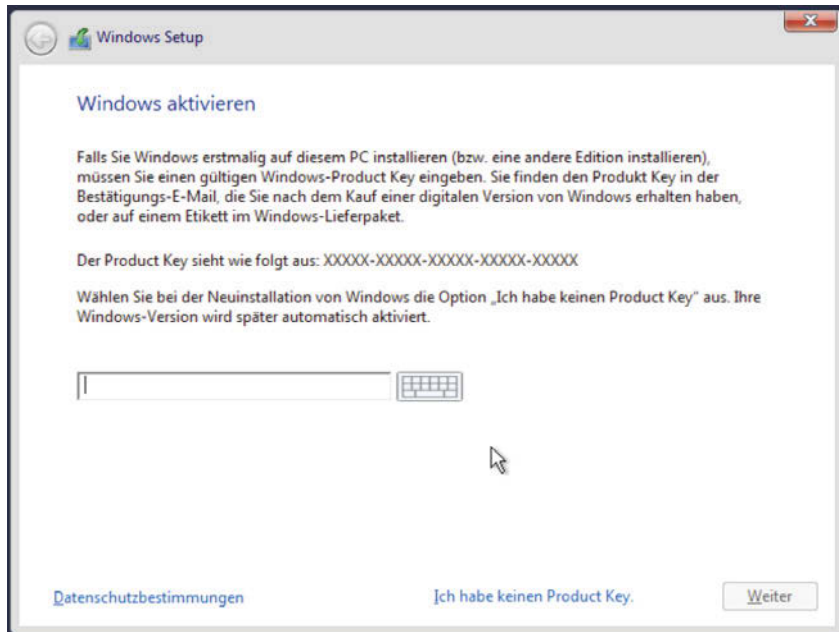 Windows Setup
Windows aktivieren
Falls Sie Windows erstmalig auf diesem PC installieren (bzw. eine andere Edition installieren),
müssen Sie einen gültigen Windows-Product Key eingeben. Sie finden den Produkt Key in der
Bestätigungs-E-Mail, die Sie nach dem Kauf einer digitalen Version von Windows erhalten haben,
oder auf einem Etikett im Windows-Lieferpaket.
Der Product Key sieht wie folgt aus: XXXXX-XXXXX-XXXXX-XXXXX-XXXXX
Wählen Sie bei der Neuinstallation von Windows die Option „Ich habe keinen Product Key“ aus. Ihre
Windows-Version wird später automatisch aktiviert.
Datenschutzbestimmungen
Ich habe keinen Product Key.
Weiter